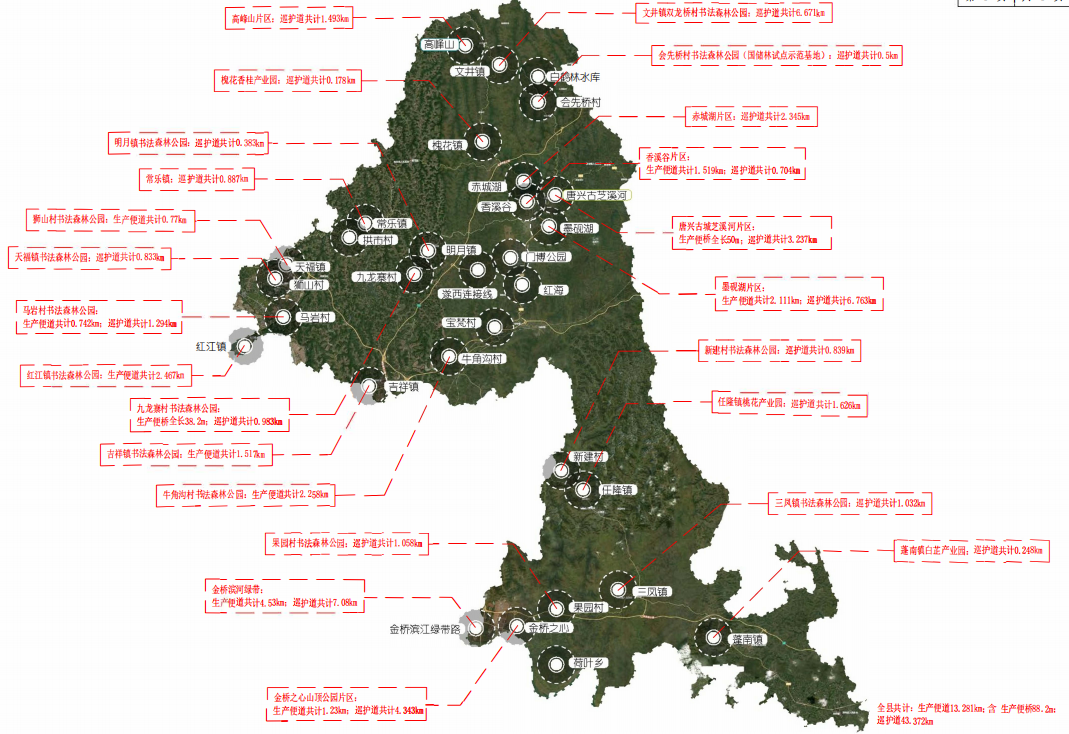 高峰山片区：巡护道共计1.493km
文井镇双龙桥村书法森林公园：巡护道共计6.671km
会先桥村书法森林公园（国储林试点示范基地）：巡护道共计0.5km
槐花香桂产业园：巡护道共计0.178km
赤城湖片区：巡护道共计2.345km
明月镇书法森林公园：巡护道共计0.383km
香溪谷片区：
生产便道共计1.519km；巡护道共计0.704km
常乐镇：巡护道共计0.887km
狮山村书法森林公园：生产便道共计0.77km
唐兴古城芝溪河片区：
生产便桥全长50m；巡护道共计3.237km
天福镇书法森林公园：巡护道共计0.833km
墨砚湖片区：
生产便道共计2.111km；巡护道共计6.763km
马岩村书法森林公园：
生产便道共计0.742km；巡护道共计1.294km
新建村书法森林公园：巡护道共计0.839km
红江镇书法森林公园：生产便道共计2.467km
任隆镇桃花产业园：巡护道共计1.626km
九龙寨村书法森林公园：
生产便桥全长38.2m；巡护道共计0.983km
吉祥镇书法森林公园：生产便道共计1.517km
牛角沟村书法森林公园：生产便道共计2.258km
三凤镇书法森林公园：巡护道共计1.032km
果园村书法森林公园：巡护道共计1.058km
蓬南镇白芷产业园：巡护道共计0.248km
金桥滨河绿带：
生产便道共计4.53km；巡护道共计7.08km
金桥之心山顶公园片区：
生产便道共计1.23km；巡护道共计4.343km
全县共计：生产便道13.281km；含 生产便桥88.2m；
巡护道43.372km
高峰山
文井镇
白鹤林水库
会先桥村
槐花镇
赤城湖
唐兴古芝溪河
香溪谷
常乐镇
墨砚湖
拱市村
明月镇
门博公园
天福镇
九龙寨村
狮山村
遂西连接线
红海
马岩村
宝梵村
红江镇
牛角沟村
吉祥镇
新建村
任隆镇
三凤镇
果园村
金桥滨江绿带路
金桥之心
蓬南镇
荷叶乡